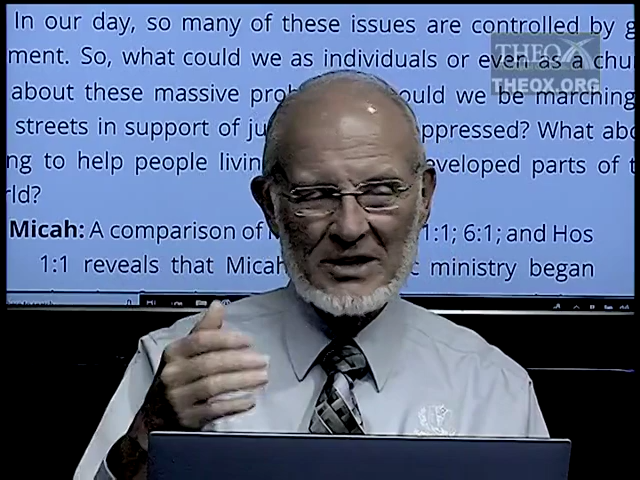 In our day, so many of these issues are controlled by g
ment. So, what could we as individuals or even as a chu
about these massive pro ould we be marching
streets in support of ju ppressed? What abo
ng to help people livin eveloped parts of t
rld?
Micah: A comparison of 1:1; 6:1; and Hos
1:1 reveals that Micah ministry began
THEOX
THEOX.ORG